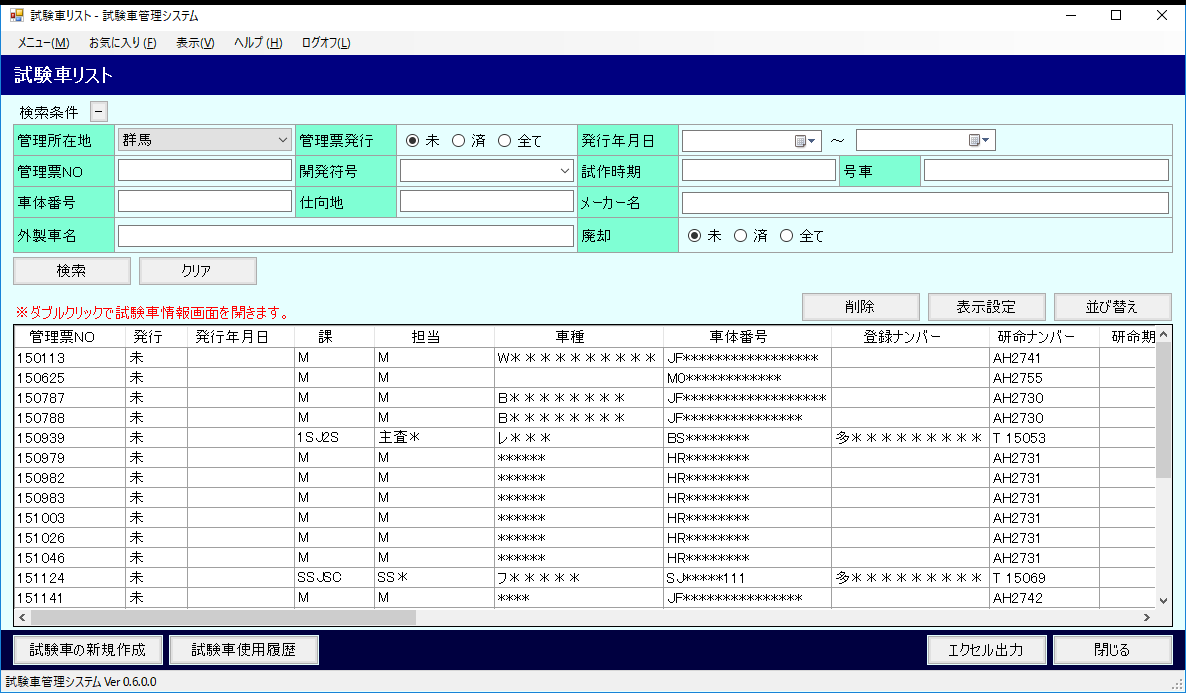 試験車リスト - 試験車管理システム
メニュー(M) お気に入り(F) 表示(V) ヘルプ(H) ログオフ(L)
試験車リスト
検索条件 −
管理所在地 群馬 管理票発行 未 済 全て 発行年月日 ～
管理票NO 開発符号 試作時期 号車
車体番号 仕向地 メーカー名
外製車名 廃却 未 済 全て
検索 クリア
削除 表示設定 並び替え
※ダブルクリックで試験車情報画面を開きます。
管理票NO 発行 発行年月日 課 担当 車種 車体番号 登録ナンバー 研命ナンバー 研命期
150113 未 M M W＊＊＊＊＊＊＊＊＊＊ JF****************** AH2741
150625 未 M M M0************ AH2755
150787 未 M M B＊＊＊＊＊＊＊＊ JF******************* AH2730
150788 未 M M B＊＊＊＊＊＊＊＊ JF**************** AH2730
150939 未 1SJ2S 主査＊ レ＊＊＊ BS******** 多＊＊＊＊＊＊＊＊＊ T 15053
150979 未 M M ****** HR******** AH2731
150982 未 M M ****** HR******** AH2731
150983 未 M M ****** HR******** AH2731
151003 未 M M ****** HR******** AH2731
151026 未 M M ****** HR******** AH2731
151046 未 M M ****** HR******** AH2731
151124 未 SSJSC SS＊ フ＊＊＊＊＊ SJ*****111 多＊＊＊＊＊＊＊＊＊ T 15069
151141 未 M M **** JF**************** AH2742
試験車の新規作成 試験車使用履歴 エクセル出力 閉じる
試験車管理システム Ver 0.6.0.0